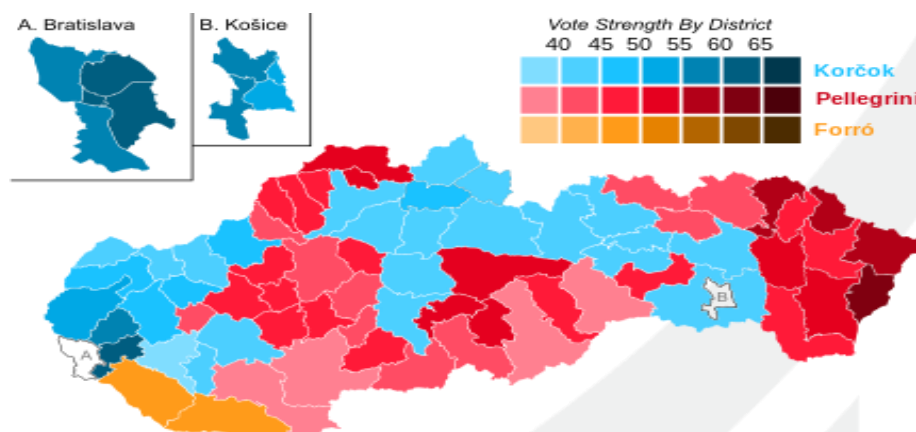 A. Bratislava
B. Košice
Vote Strength By District
40 45 50 55 60 65
Korčok
Pellegrini
Forró
A
B